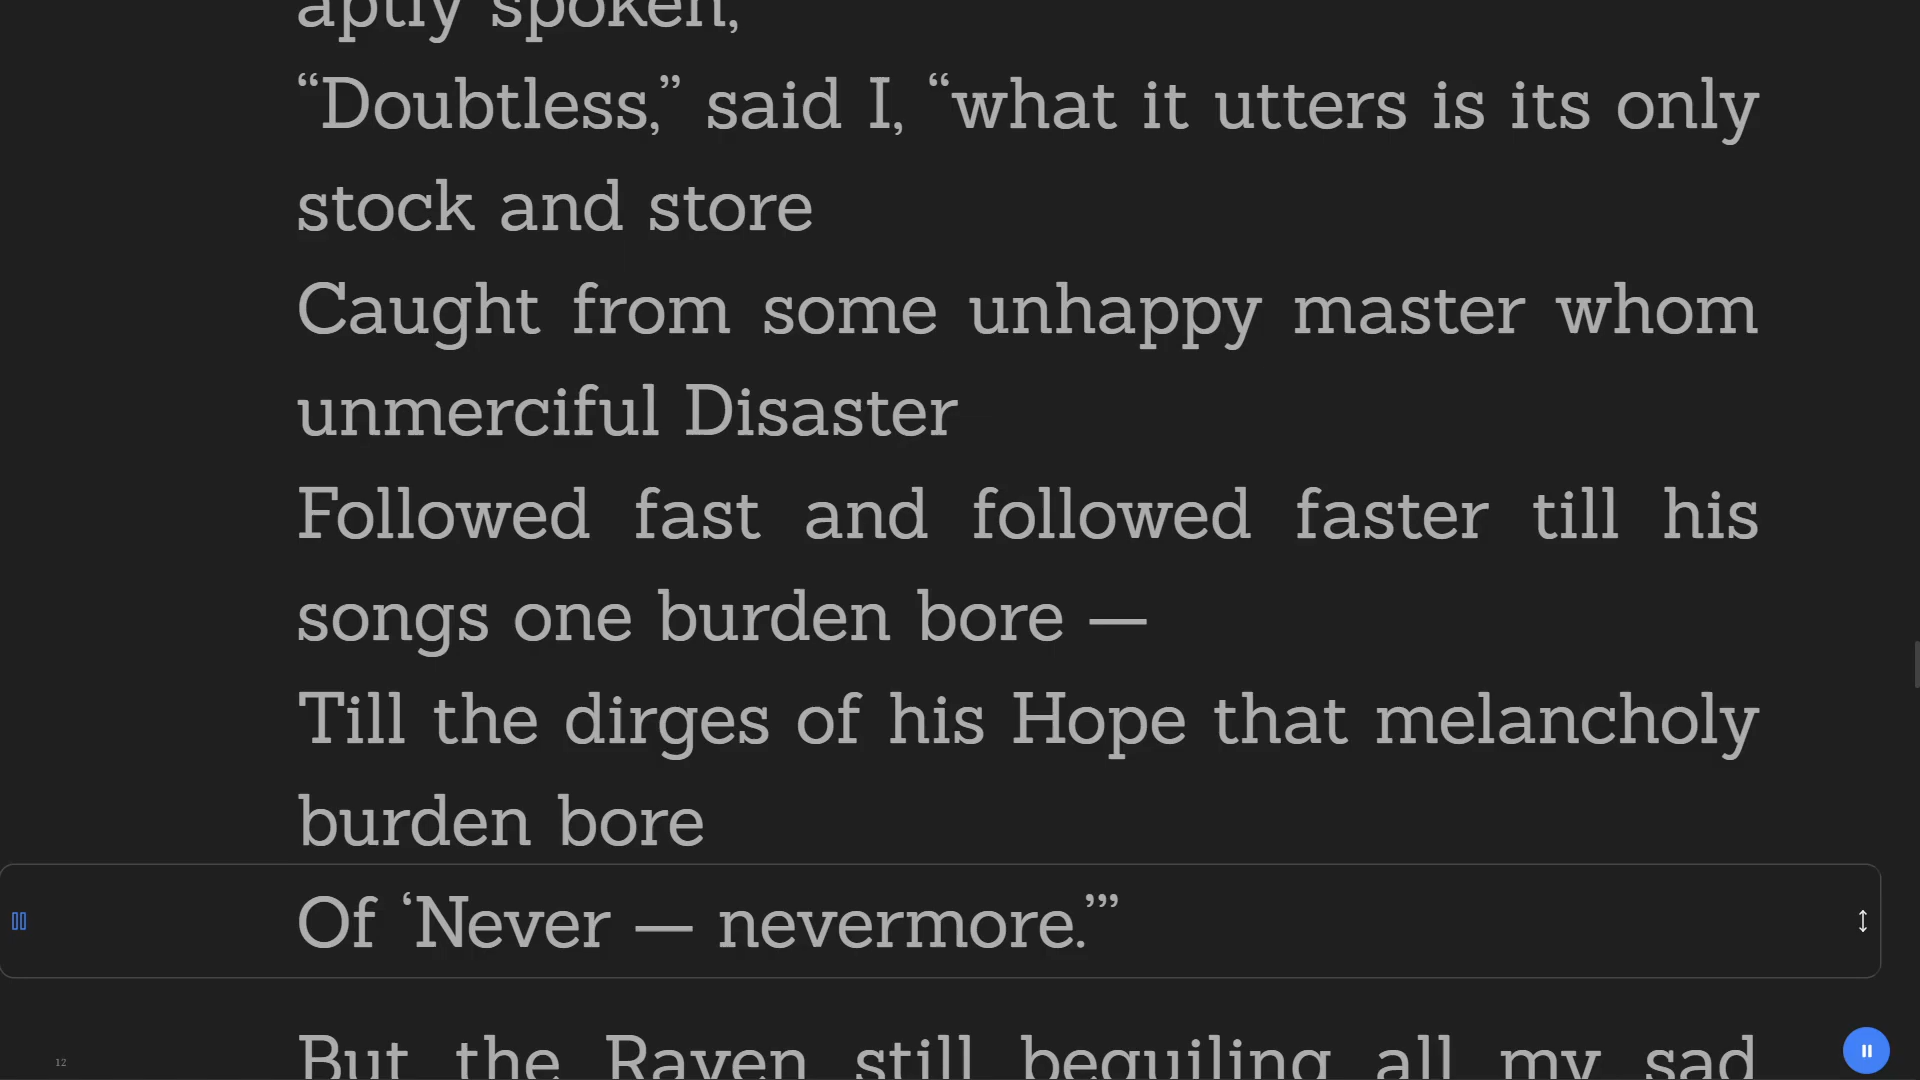 aptly spoken,
“Doubtless,” said I, “what it utters is its only
stock and store
Caught from some unhappy master whom
unmerciful Disaster
Followed fast and followed faster till his
songs one burden bore —
Till the dirges of his Hope that melancholy
burden bore
Of ‘Never — nevermore.’”
But the Raven still beguiling all my sad
12